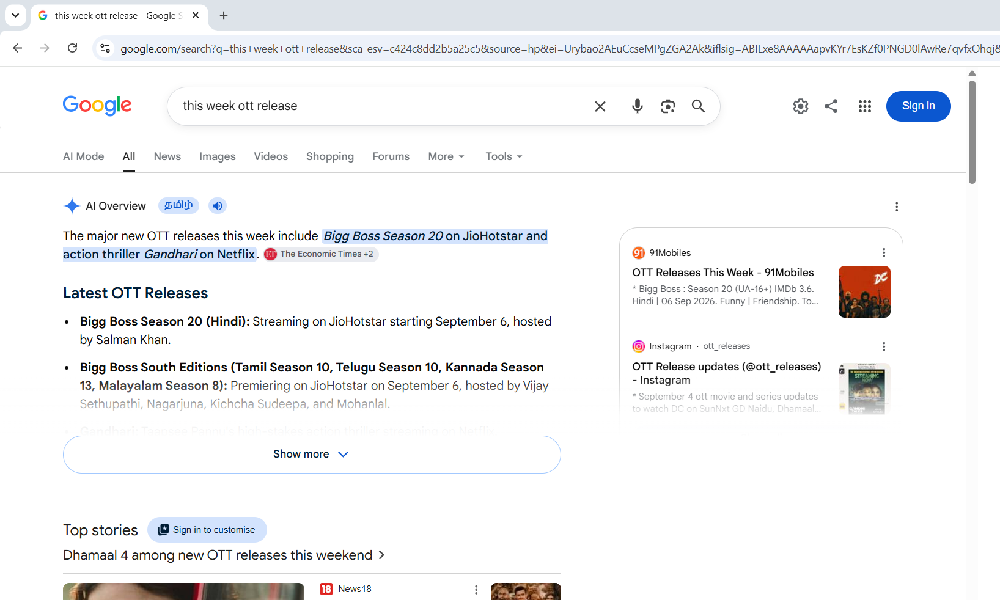 this week ott release - Google S
google.com/search?q=this+week+ott+release&sca_esv=c424c8dd2b5a25c5&source=hp&ei=Urybao2AEuCcseMPgZGA2Ak&iflsig=ABILxe8AAAAAapvKYr7EsKZf0PNGD0lAwRe7qvfxOhqj&
Google
this week ott release
Sign in
AI Mode All News Images Videos Shopping Forums More Tools
AI Overview தமிழ்
The major new OTT releases this week include Bigg Boss Season 20 on JioHotstar and
action thriller Gandhari on Netflix. ET The Economic Times +2
Latest OTT Releases
• Bigg Boss Season 20 (Hindi): Streaming on JioHotstar starting September 6, hosted
by Salman Khan.
• Bigg Boss South Editions (Tamil Season 10, Telugu Season 10, Kannada Season
13, Malayalam Season 8): Premiering on JioHotstar on September 6, hosted by Vijay
Sethupathi, Nagarjuna, Kichcha Sudeepa, and Mohanlal.
• Gandhari: Taapsee Pannu's high-stakes action thriller streaming on Netflix.
Show more
91 91Mobiles
OTT Releases This Week - 91Mobiles
* Bigg Boss : Season 20 (UA-16+) IMDb 3.6.
Hindi | 06 Sep 2026. Funny | Friendship. To...
DC
Instagram · ott_releases
OTT Release updates (@ott_releases)
- Instagram
* September 4 ott movie and series updates
to watch DC on SunNxt GD Naidu, Dhamaal...
STREAMING
NOW
Top stories Sign in to customise
Dhamaal 4 among new OTT releases this weekend
18 News18